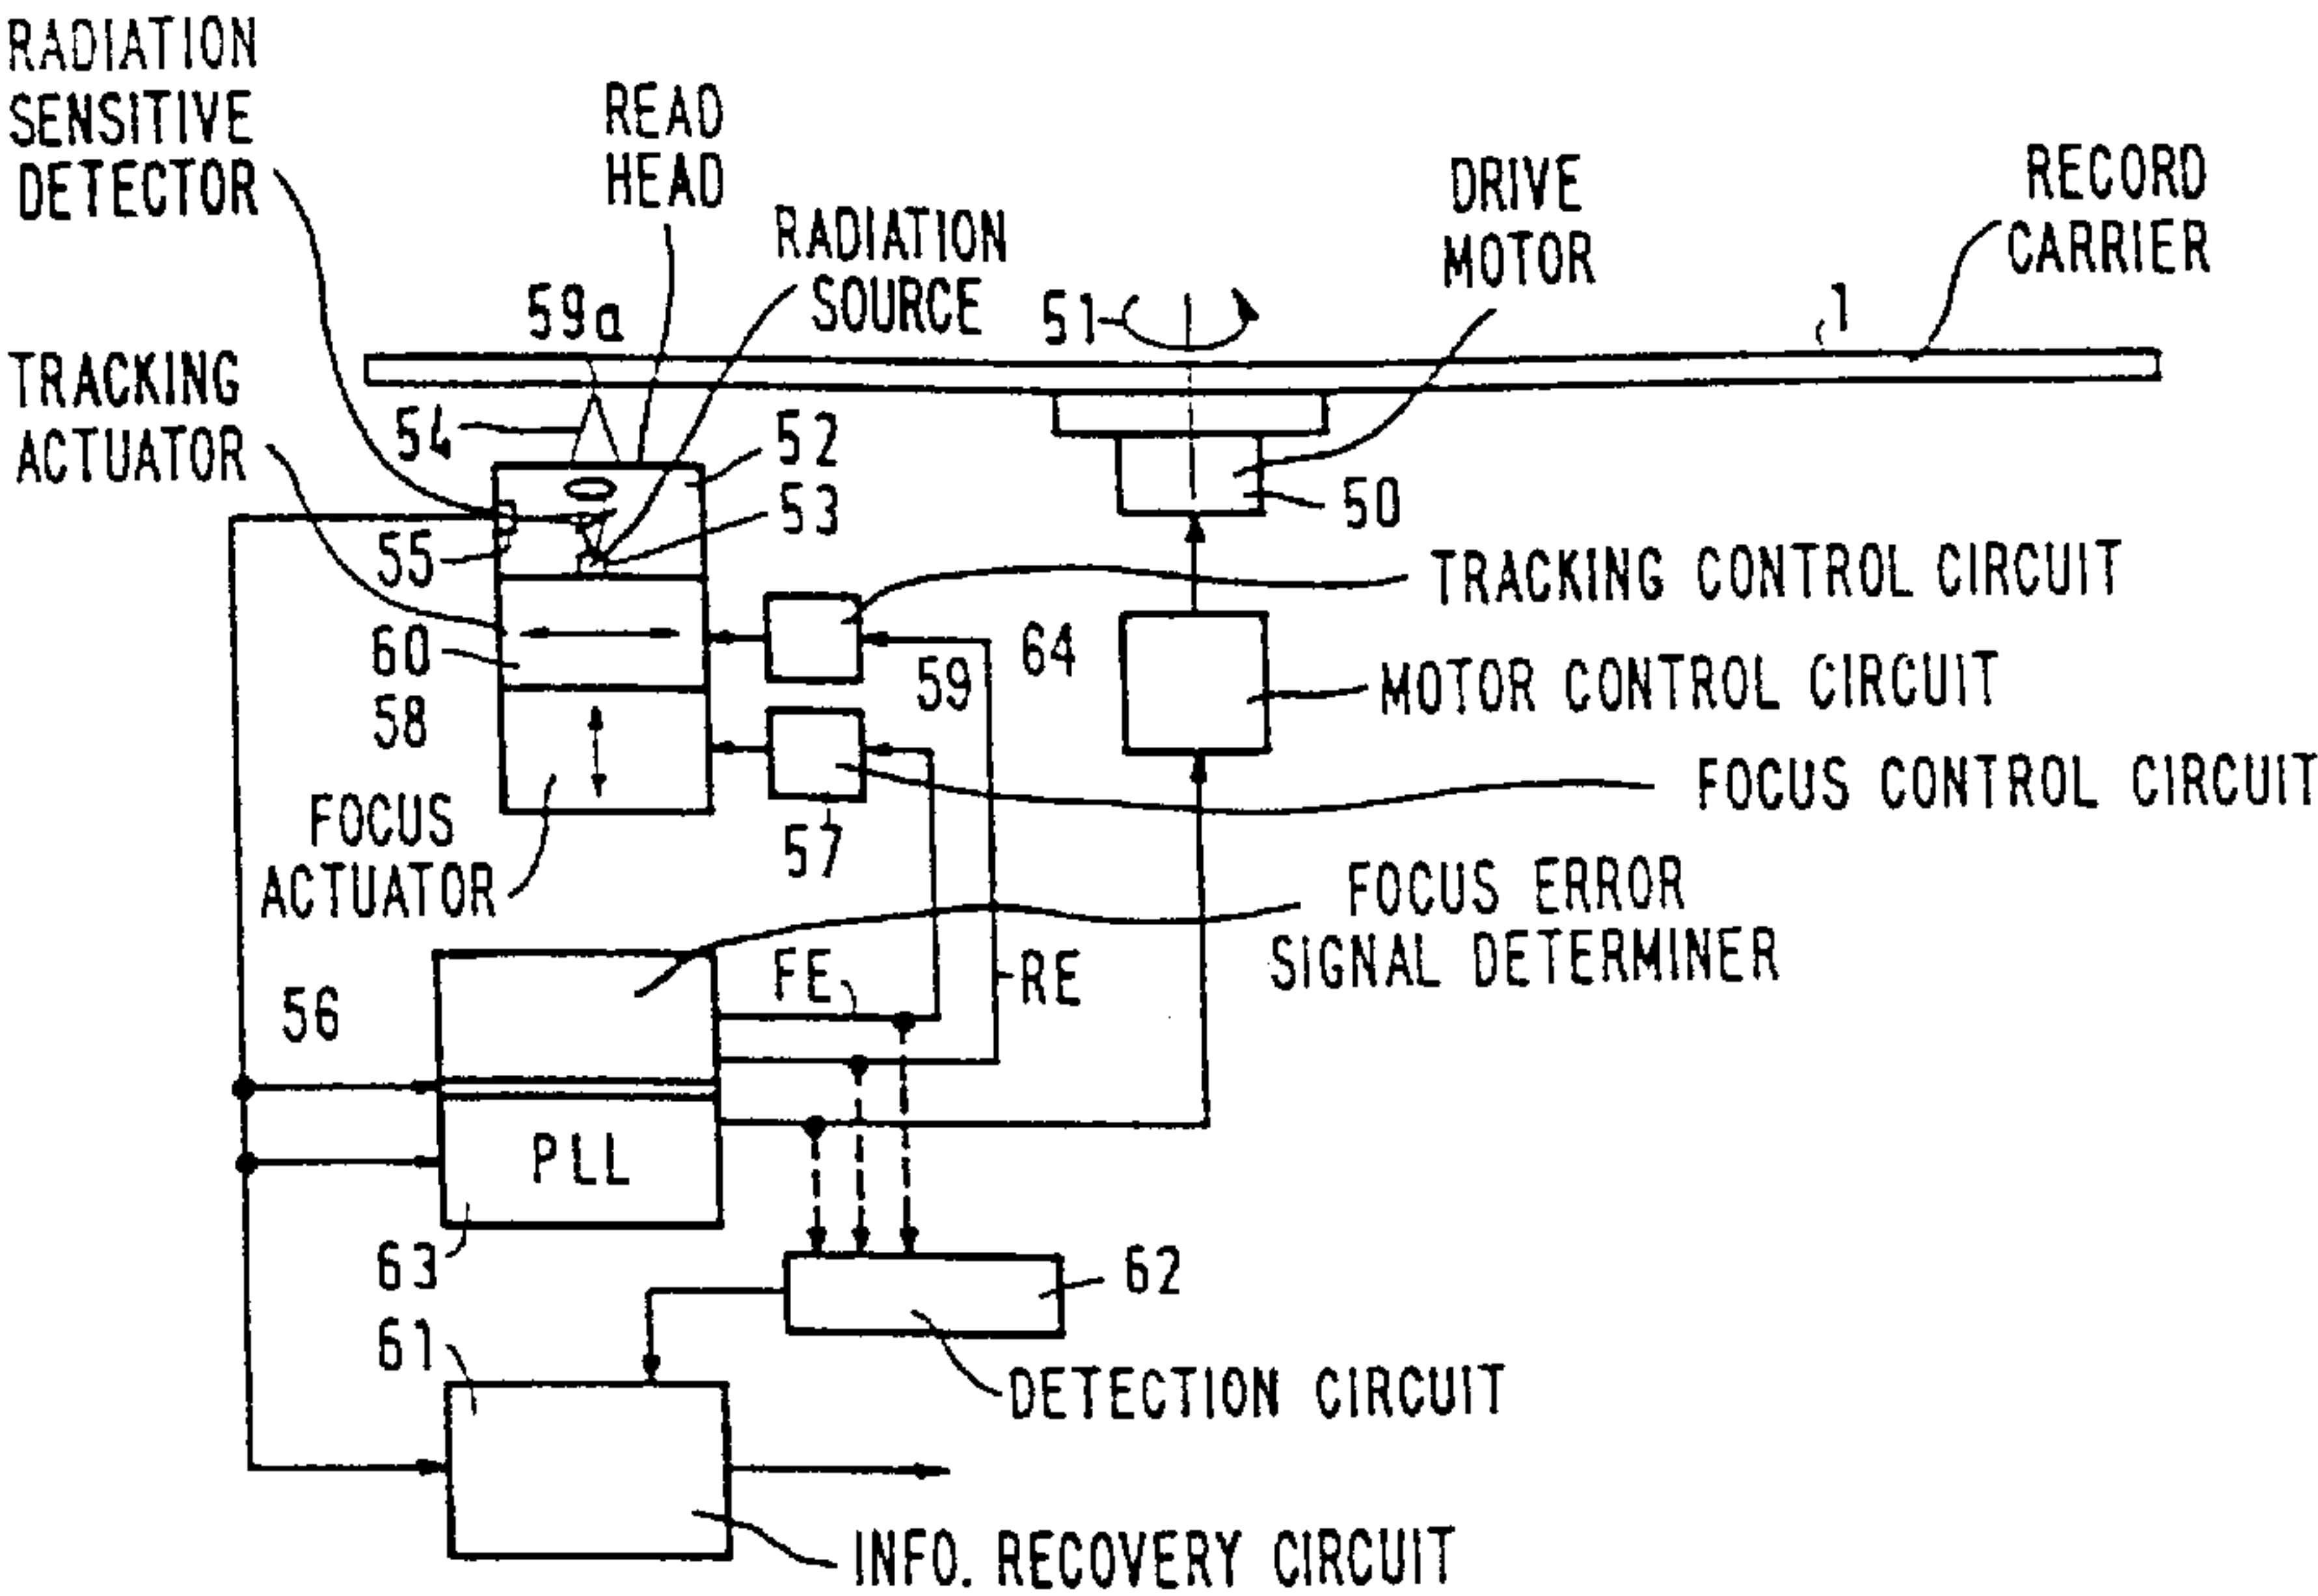 RADIATION
SENSITIVE
DETECTOR
READ
HEAD
RADIATION
SOURCE
DRIVE
MOTOR
RECORD
CARRIER
59a
51
1
TRACKING
ACTUATOR
54
52
53
50
55
TRACKING CONTROL CIRCUIT
60
59
64
MOTOR CONTROL CIRCUIT
58
FOCUS CONTROL CIRCUIT
FOCUS
ACTUATOR
57
FOCUS ERROR
SIGNAL DETERMINER
56
FE
RE
PLL
63
62
61
DETECTION CIRCUIT
INFO. RECOVERY CIRCUIT